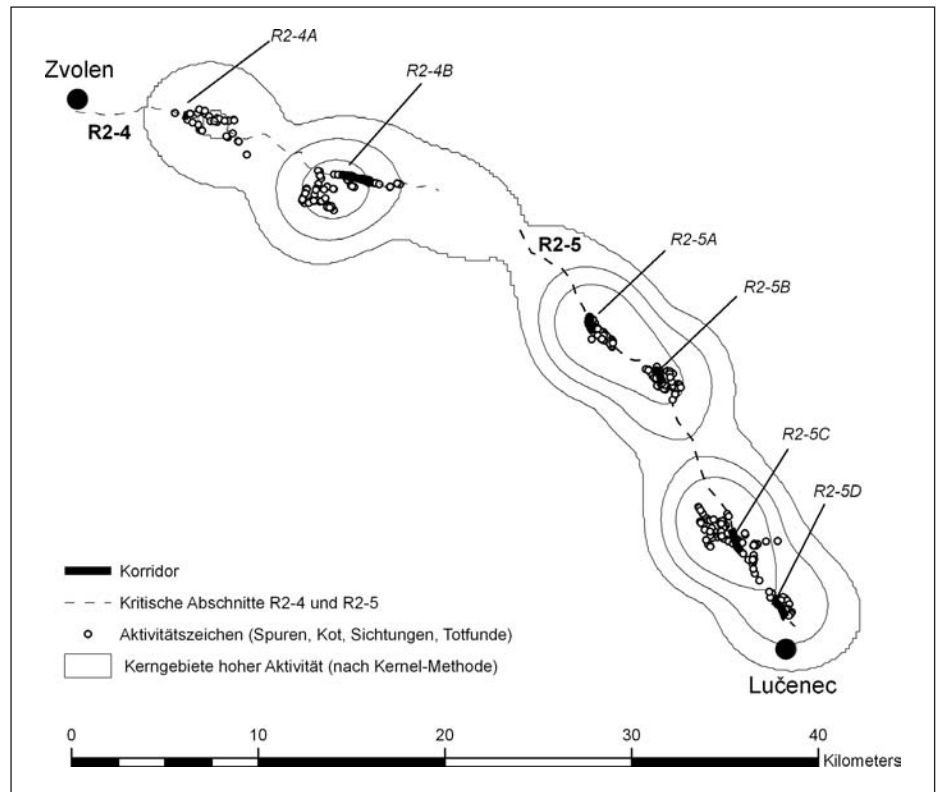 R2-4A
Zvolen
R2-4B
R2-4
R2-5
R2-5A
R2-5B
R2-5C
R2-5D
Korridor
Kritische Abschnitte R2-4 und R2-5
Aktivitätszeichen (Spuren, Kot, Sichtungen, Totfunde)
Kerngebiete hoher Aktivität (nach Kernel-Methode)
Lučenec
0 10 20 30 40
Kilometers